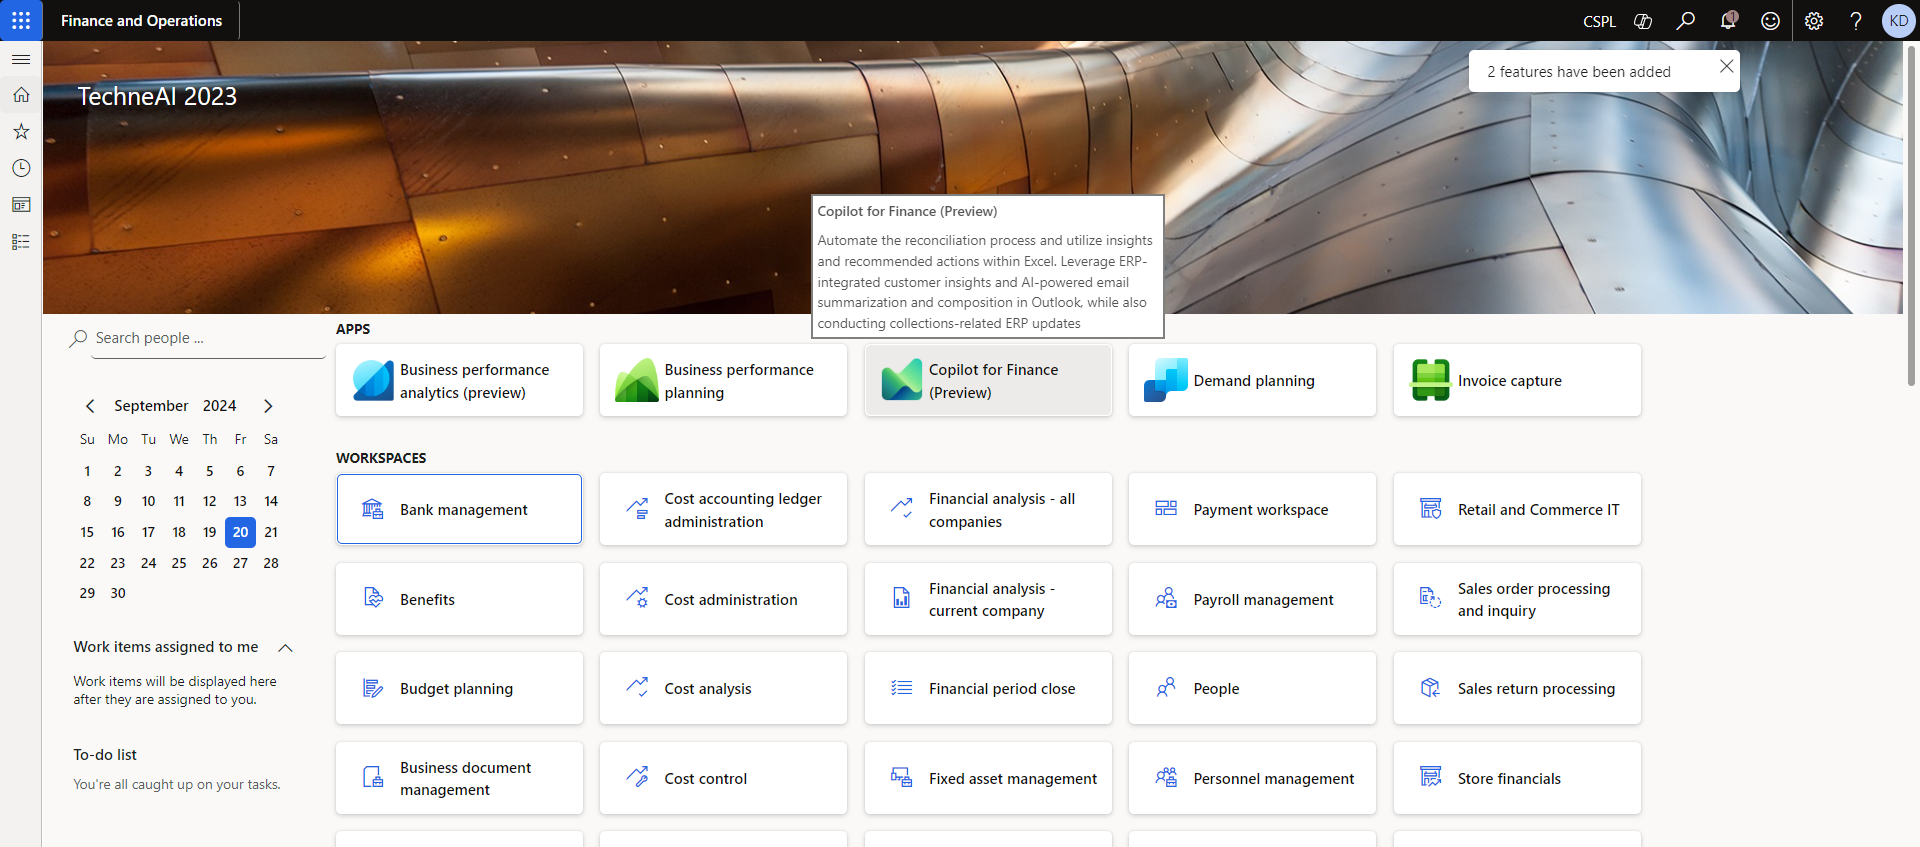 Finance and Operations
CSPL
1
KD
TechneAI 2023
2 features have been added
Copilot for Finance (Preview)
Automate the reconciliation process and utilize insights
and recommended actions within Excel. Leverage ERP-
integrated customer insights and AI-powered email
summarization and composition in Outlook, while also
conducting collections-related ERP updates
Search people ...
September 2024
Su Mo Tu We Th Fr Sa
1 2 3 4 5 6 7
8 9 10 11 12 13 14
15 16 17 18 19 20 21
22 23 24 25 26 27 28
29 30
Work items assigned to me
Work items will be displayed here
after they are assigned to you.
To-do list
You're all caught up on your tasks.
APPS
Business performance
analytics (preview)
Business performance
planning
Copilot for Finance
(Preview)
Demand planning
Invoice capture
WORKSPACES
Bank management
Cost accounting ledger
administration
Financial analysis - all
companies
Payment workspace
Retail and Commerce IT
Benefits
Cost administration
Financial analysis -
current company
Payroll management
Sales order processing
and inquiry
Budget planning
Cost analysis
Financial period close
People
Sales return processing
Business document
management
Cost control
Fixed asset management
Personnel management
Store financials